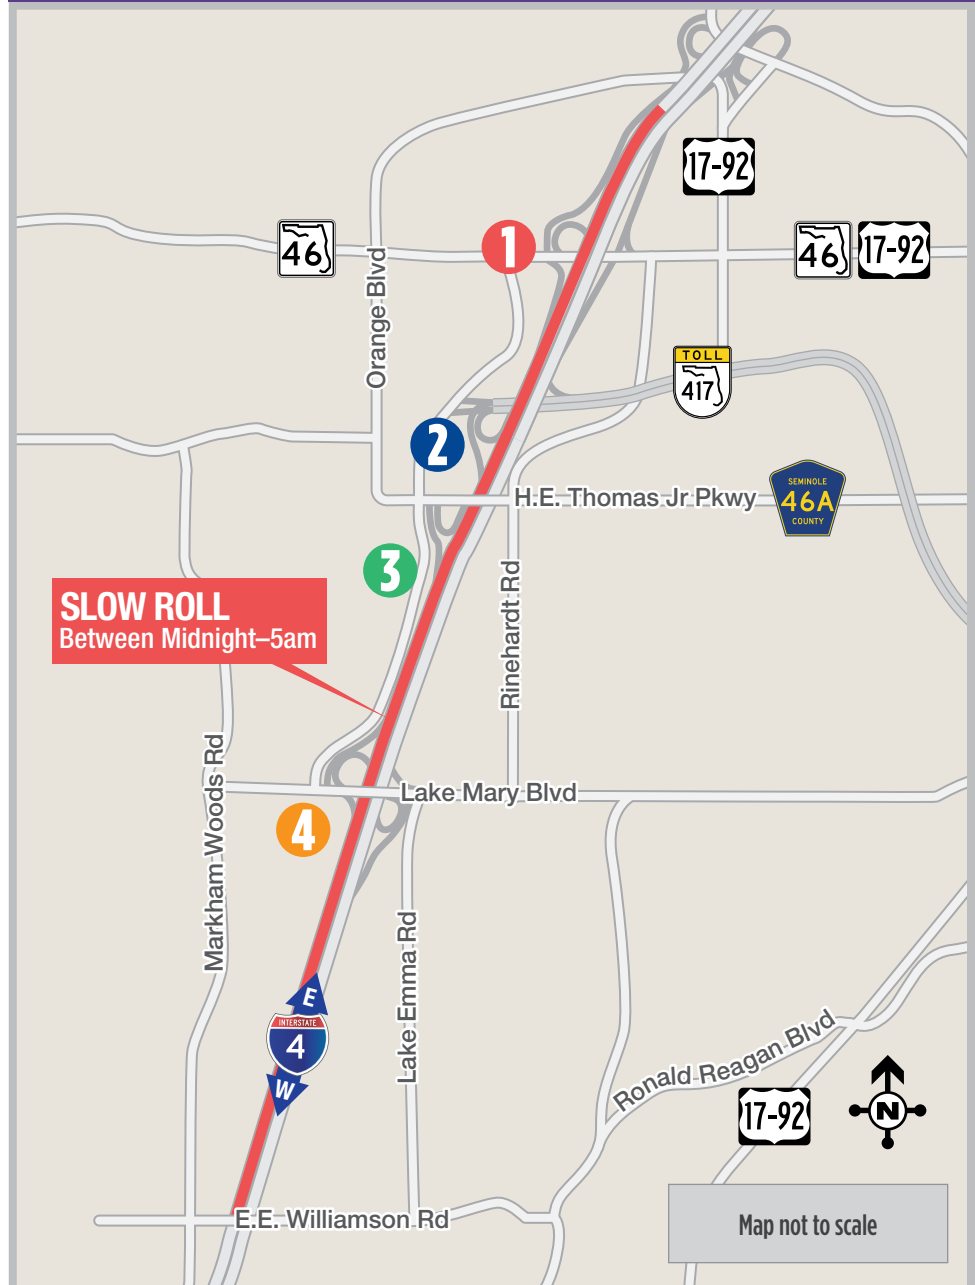 17-92
46
1
46
17-92
Orange Blvd
TOLL
417
2
H.E. Thomas Jr Pkwy
SEMINOLE
46A
COUNTY
3
SLOW ROLL
Between Midnight–5am
Rinehardt Rd
Markham Woods Rd
Lake Mary Blvd
4
Lake Emma Rd
E
INTERSTATE
4
W
Ronald Reagan Blvd
17-92
N
E.E. Williamson Rd
Map not to scale